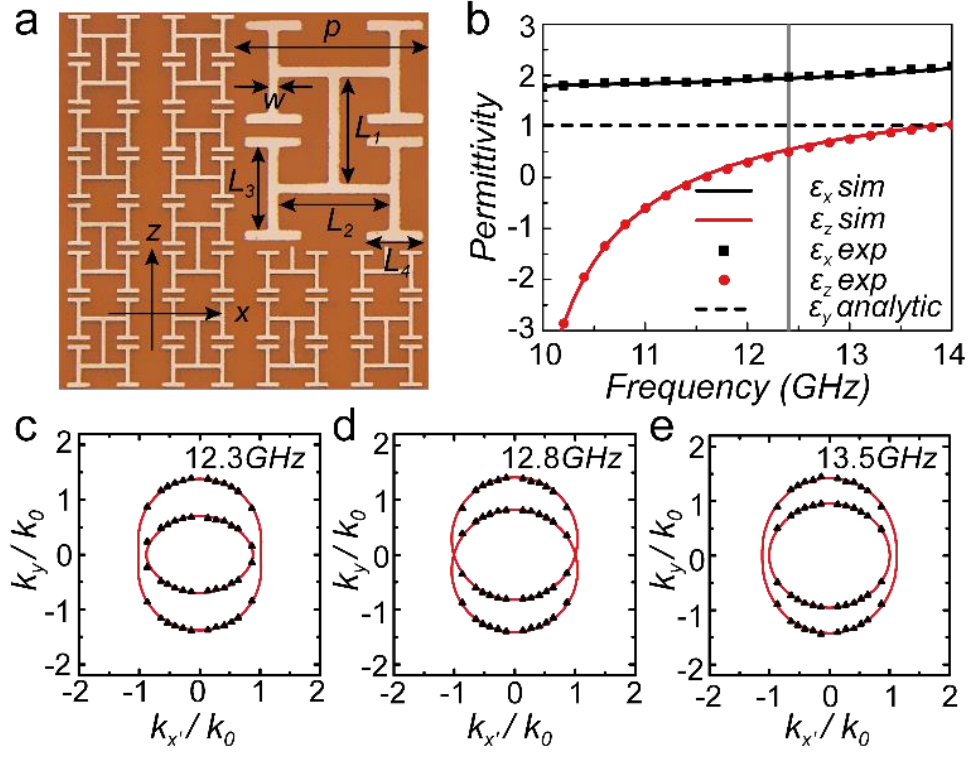 a
p
w
L1
L3
L2
L4
z
x
b
3
2
1
0
-1
-2
-3
Permittivity
εx sim
εz sim
εx exp
εz exp
εy analytic
10 11 12 13 14
Frequency (GHz)
c
12.3GHz
2
1
0
-1
-2
ky/k0
-2 -1 0 1 2
kx'/k0
d
12.8GHz
2
1
0
-1
-2
ky/k0
-2 -1 0 1 2
kx'/k0
e
13.5GHz
2
1
0
-1
-2
ky/k0
-2 -1 0 1 2
kx'/k0